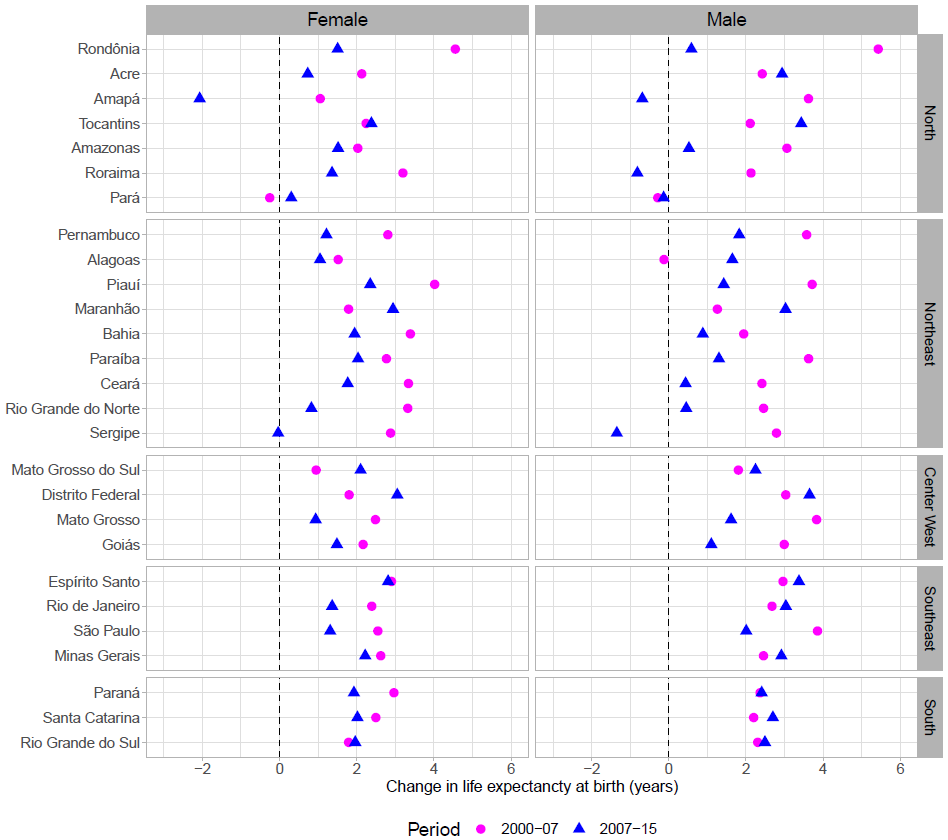 Female Male
Rondônia
Acre
Amapá
Tocantins
Amazonas
Roraima
Pará
North
Pernambuco
Alagoas
Piauí
Maranhão
Bahia
Paraíba
Ceará
Rio Grande do Norte
Sergipe
Northeast
Mato Grosso do Sul
Distrito Federal
Mato Grosso
Goiás
Center West
Espírito Santo
Rio de Janeiro
São Paulo
Minas Gerais
Southeast
Paraná
Santa Catarina
Rio Grande do Sul
South
−2 0 2 4 6 −2 0 2 4 6
Change in life expectantcy at birth (years)
Period 2000−07 2007−15